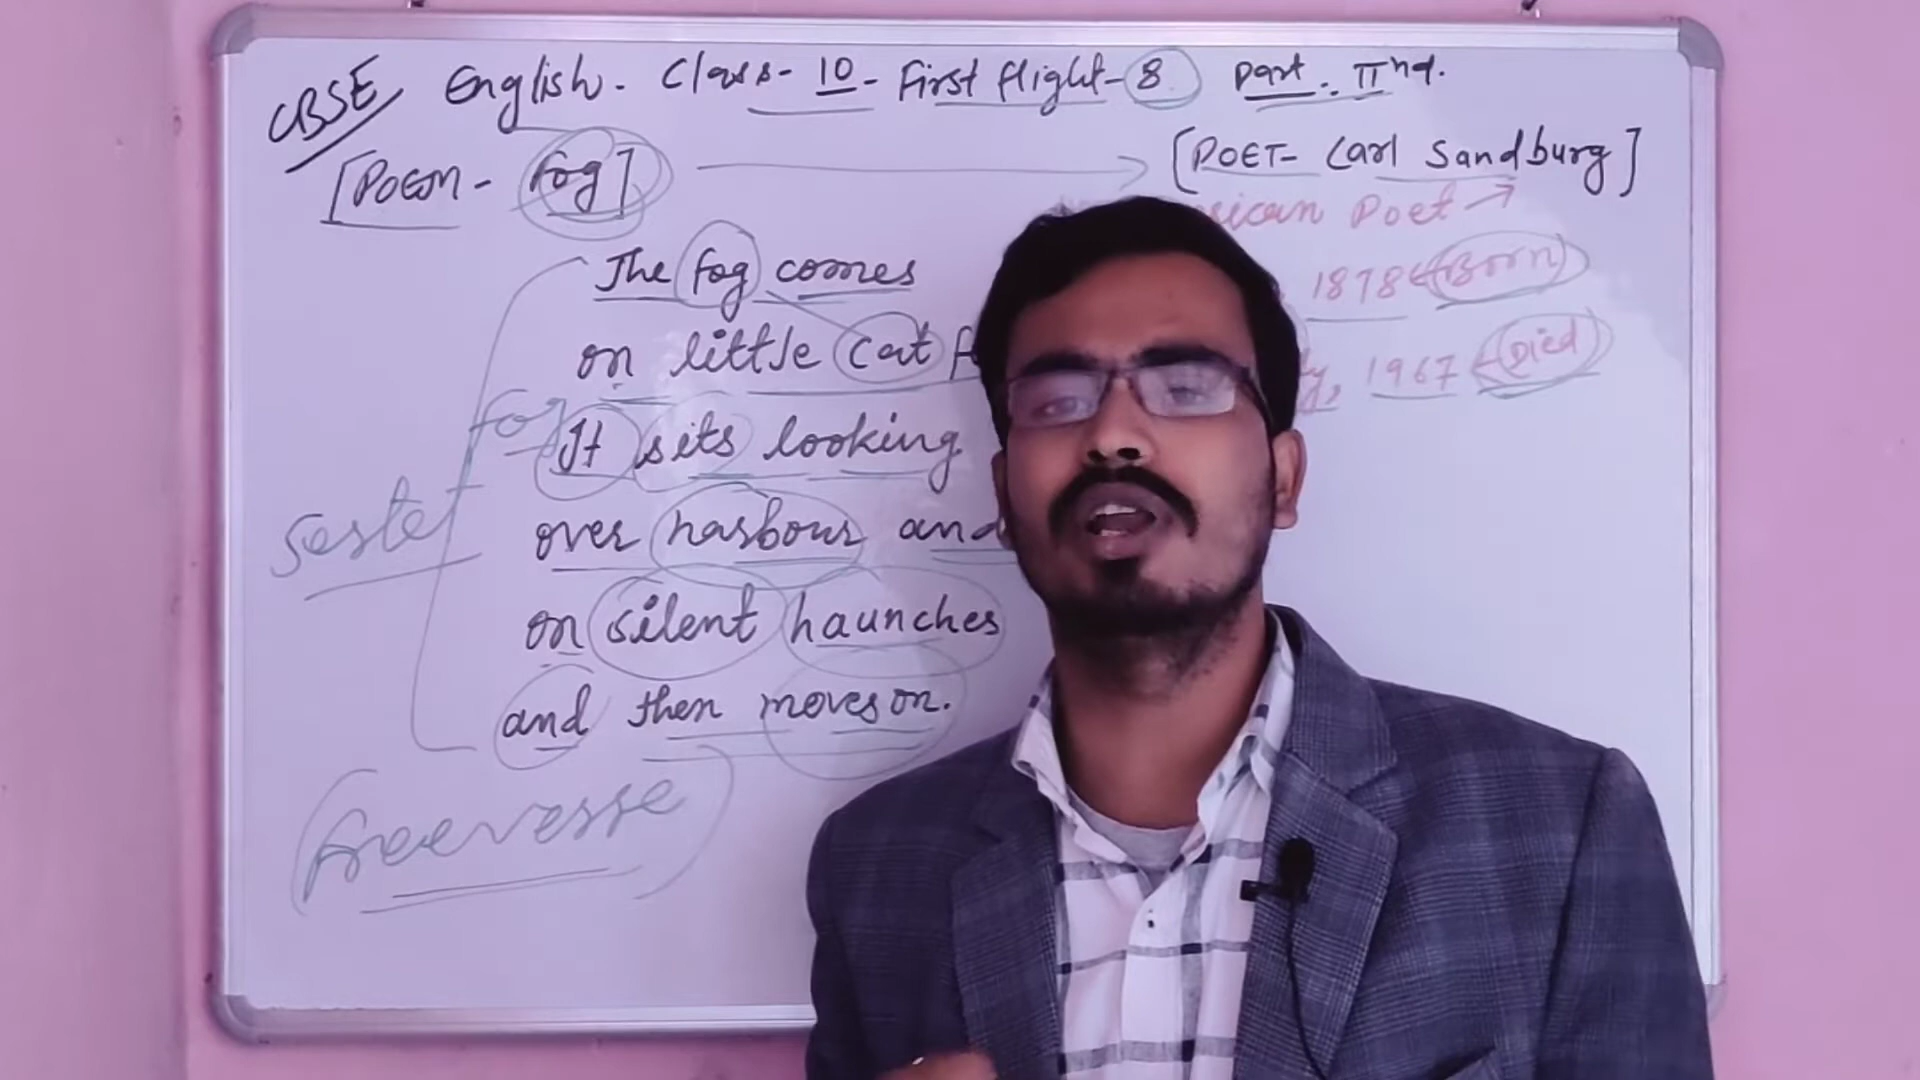 CBSE English. Class-10-First flight-8 Part. IInd.
[POEM- Fog] [POET- Carl Sandburg]
Poet
The fog comes
1878 Born
on little cat
1967 Died
fog It sits looking
over harbour and
on silent haunches
and then moves on.
freeverse